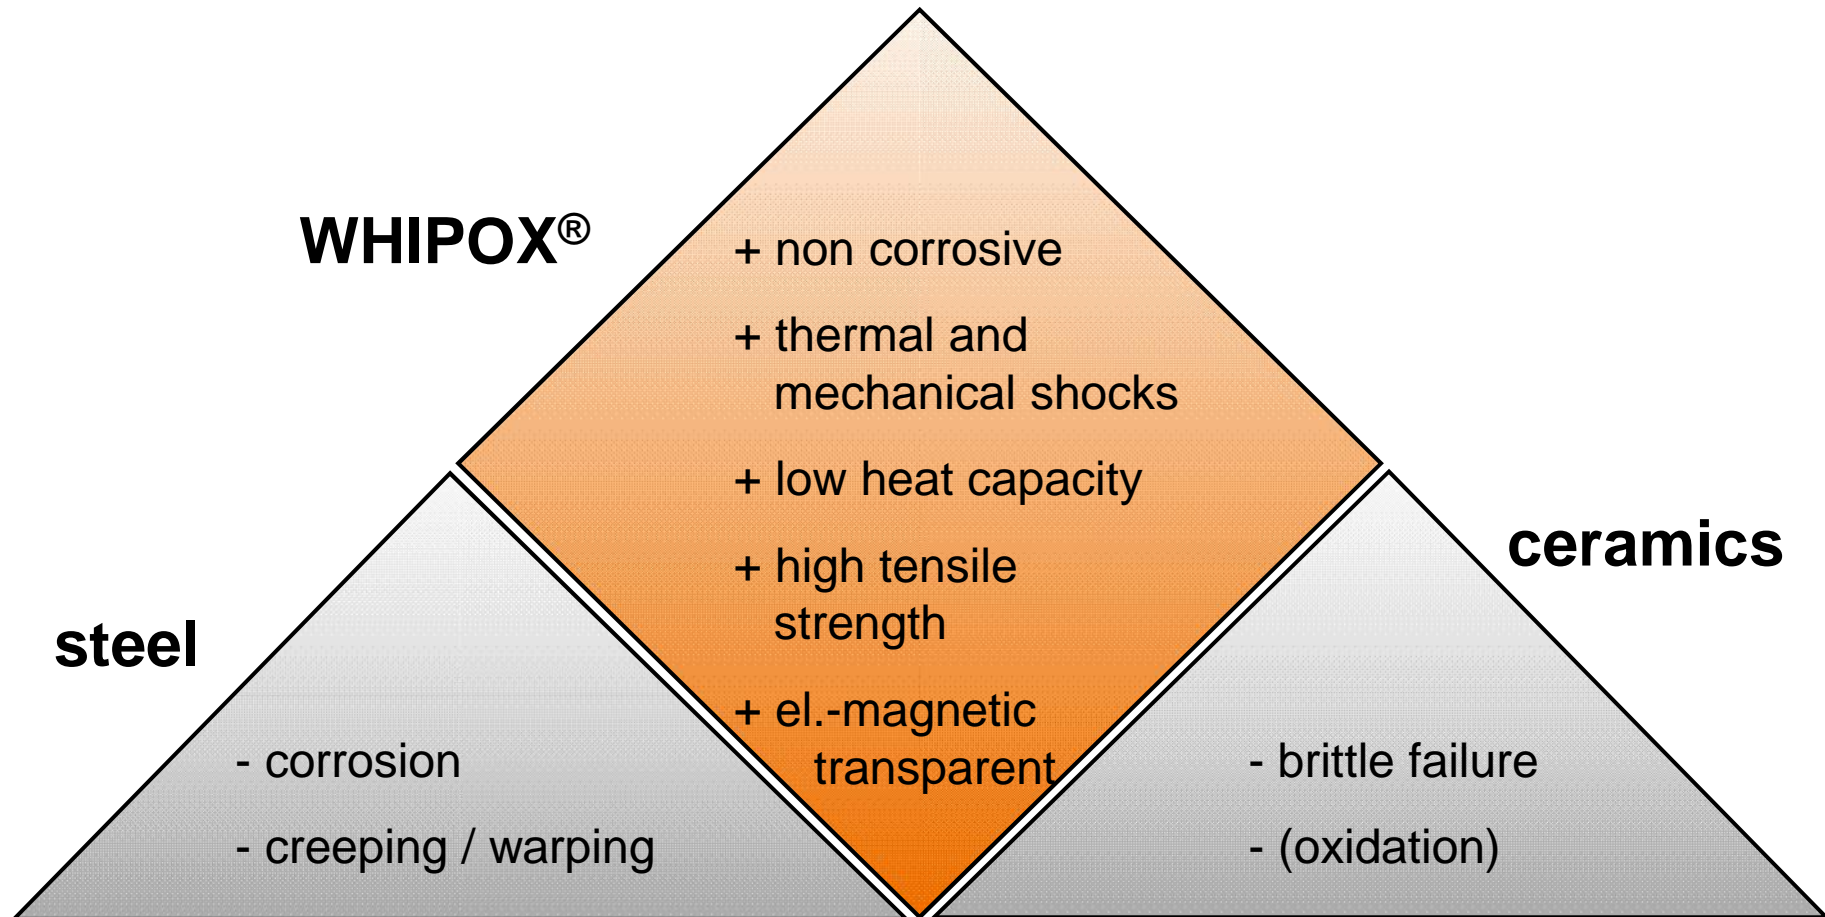 WHIPOX®
+ non corrosive
+ thermal and
mechanical shocks
+ low heat capacity
+ high tensile
strength
+ el.-magnetic
transparent
steel
- corrosion
- creeping / warping
ceramics
- brittle failure
- (oxidation)